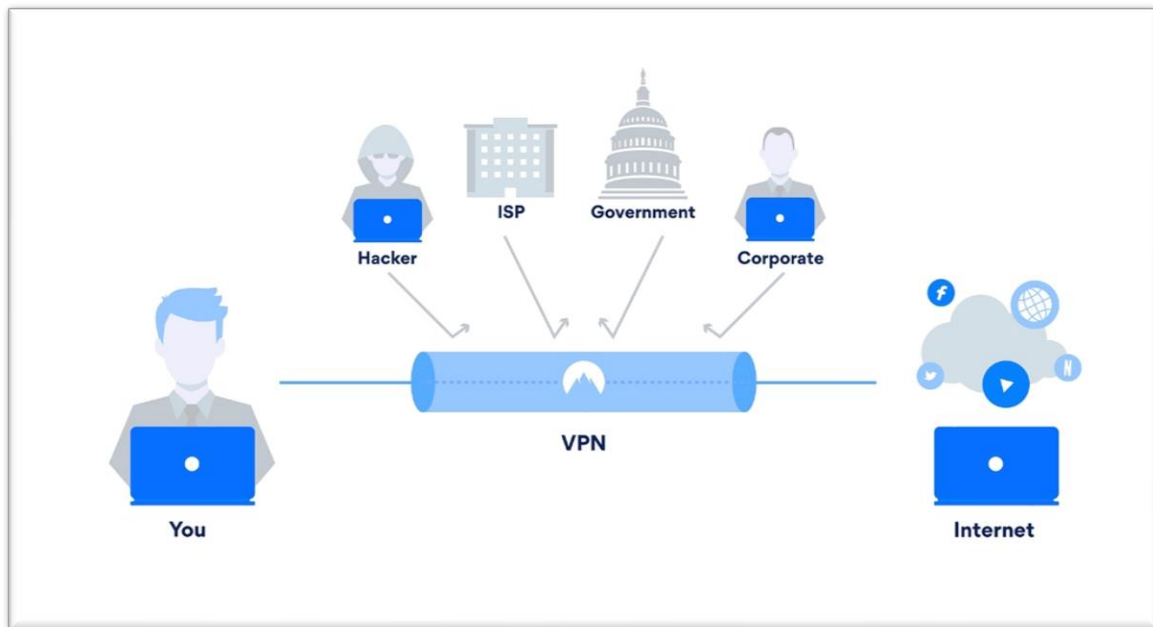 ISP
Government
Hacker
Corporate
f
N
VPN
You
Internet